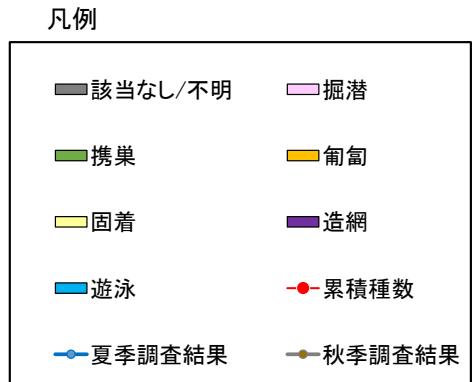 凡例
該当なし/不明 掘潜
携巣 匍匐
固着 造網
遊泳 累積種数
夏季調査結果 秋季調査結果